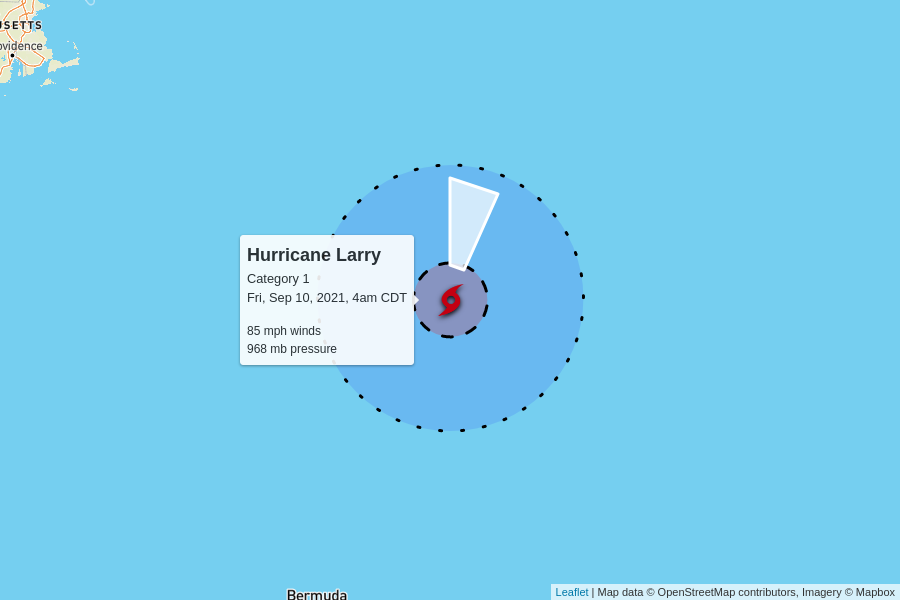 USETTS
ovidence
Hurricane Larry
Category 1
Fri, Sep 10, 2021, 4am CDT
85 mph winds
968 mb pressure
Bermuda
Leaflet | Map data © OpenStreetMap contributors, Imagery © Mapbox